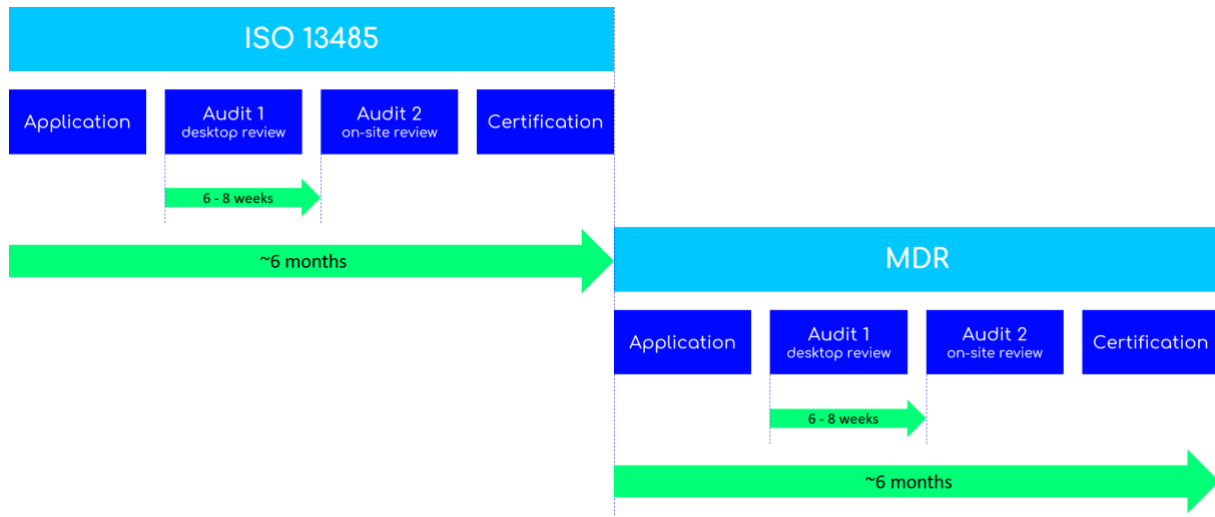 ISO 13485
Application
Audit 1
desktop review
Audit 2
on-site review
Certification
6 - 8 weeks
~6 months
MDR
Application
Audit 1
desktop review
Audit 2
on-site review
Certification
6 - 8 weeks
~6 months